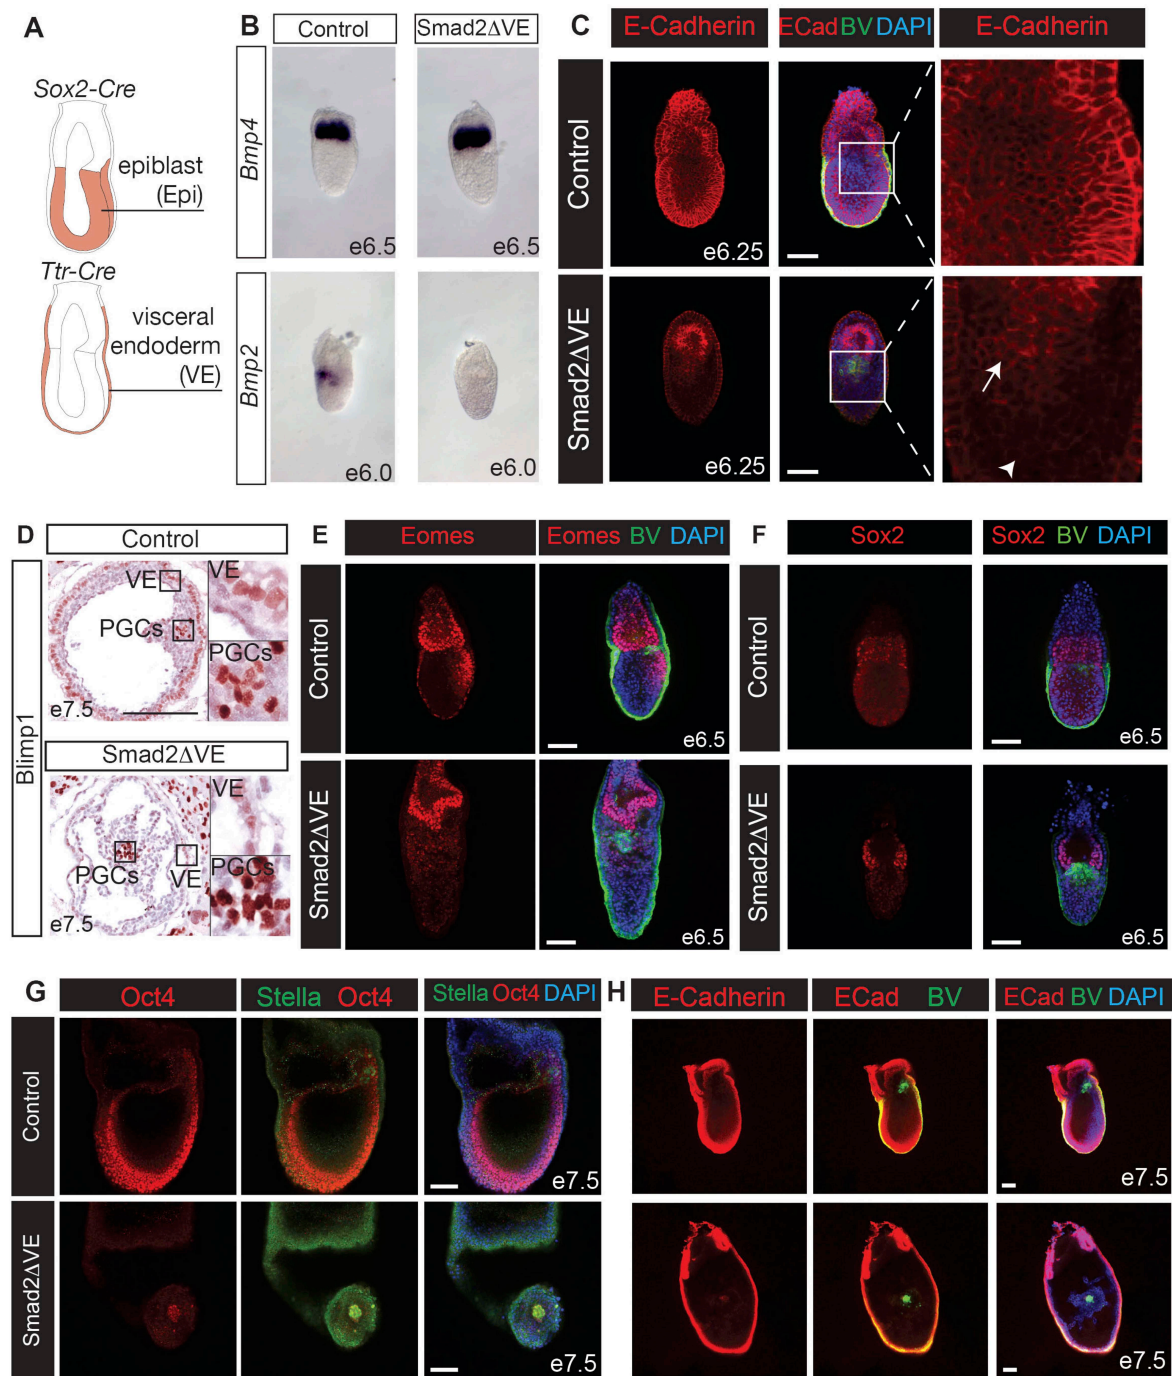 A
Sox2-Cre
epiblast
(Epi)
Ttr-Cre
visceral
endoderm
(VE)
B
Control
Smad2ΔVE
Bmp4
e6.5
e6.5
Bmp2
e6.0
e6.0
C
E-Cadherin
ECad BV DAPI
E-Cadherin
Control
e6.25
Smad2ΔVE
e6.25
D
Control
Blimp1
VE
PGCs
e7.5
VE
PGCs
Smad2ΔVE
PGCs
VE
e7.5
VE
PGCs
E
Eomes
Eomes BV DAPI
Control
e6.5
Smad2ΔVE
e6.5
F
Sox2
Sox2 BV DAPI
Control
e6.5
Smad2ΔVE
e6.5
G
Oct4
Stella Oct4
Stella Oct4 DAPI
Control
e7.5
Smad2ΔVE
e7.5
H
E-Cadherin
ECad BV
ECad BV DAPI
e7.5
e7.5